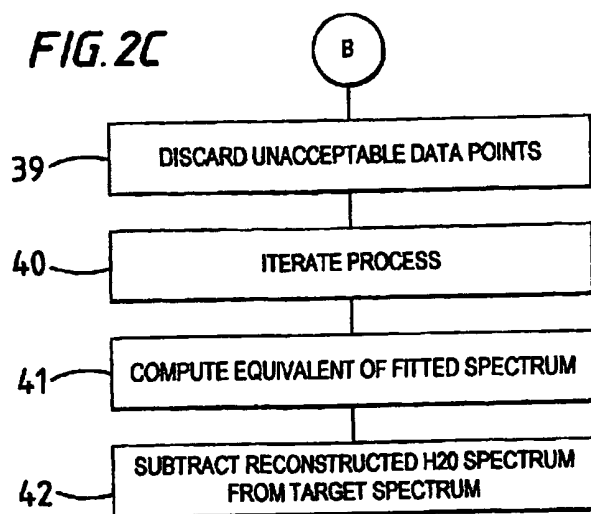 FIG. 2C
B
39
DISCARD UNACCEPTABLE DATA POINTS
40
ITERATE PROCESS
41
COMPUTE EQUIVALENT OF FITTED SPECTRUM
42
SUBTRACT RECONSTRUCTED H20 SPECTRUM
FROM TARGET SPECTRUM